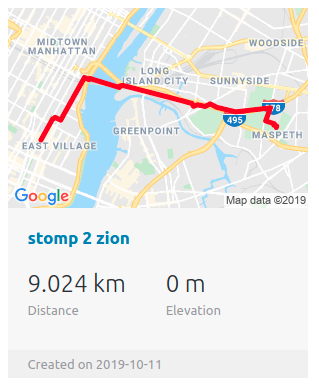 MIDTOWN
MANHATTAN
WOODSIDE
LONG
ISLAND CITY
SUNNYSIDE
278
GREENPOINT
495
MASPETH
EAST VILLAGE
Google
Map data ©2019
stomp 2 zion
9.024 km
0 m
Distance
Elevation
Created on 2019-10-11